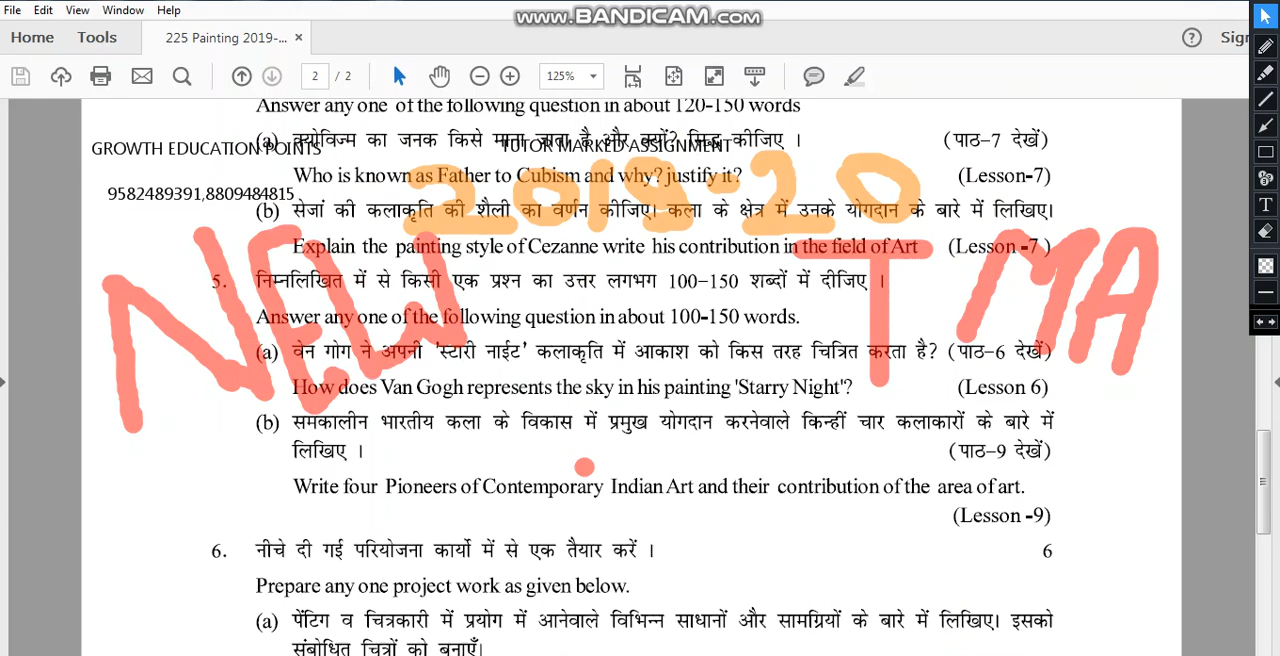 File Edit View Window Help
www.BANDICAM.com
Home Tools 225 Painting 2019-... × Sign
2 / 2 125%
Answer any one of the following question in about 120-150 words
(a) क्योविज्म का जनक किसे माना जाता है और क्यों? सिद्ध कीजिए । (पाठ-7 देखें)
GROWTH EDUCATION POINTS TUTOR MARKED ASSIGNMENT
Who is known as Father to Cubism and why? justify it? (Lesson-7)
2019-20
9582489391,8809484815
(b) सेजां की कलाकृति की शैली का वर्णन कीजिए। कला के क्षेत्र में उनके योगदान के बारे में लिखिए।
Explain the painting style of Cezanne write his contribution in the field of Art (Lesson -7 )
NEW TMA
5. निम्नलिखित में से किसी एक प्रश्न का उत्तर लगभग 100-150 शब्दों में दीजिए ।
Answer any one of the following question in about 100-150 words.
(a) वेन गोग ने अपनी 'स्टारी नाईट' कलाकृति में आकाश को किस तरह चित्रित करता है? (पाठ-6 देखें)
How does Van Gogh represents the sky in his painting 'Starry Night'? (Lesson 6)
(b) समकालीन भारतीय कला के विकास में प्रमुख योगदान करनेवाले किन्हीं चार कलाकारों के बारे में
लिखिए । (पाठ-9 देखें)
Write four Pioneers of Contemporary Indian Art and their contribution of the area of art.
(Lesson -9)
6. नीचे दी गई परियोजना कार्यो में से एक तैयार करें । 6
Prepare any one project work as given below.
(a) पेंटिग व चित्रकारी में प्रयोग में आनेवाले विभिन्न साधानों और सामग्रियों के बारे में लिखिए। इसको
संबोधित चित्रों को बनाएँ।